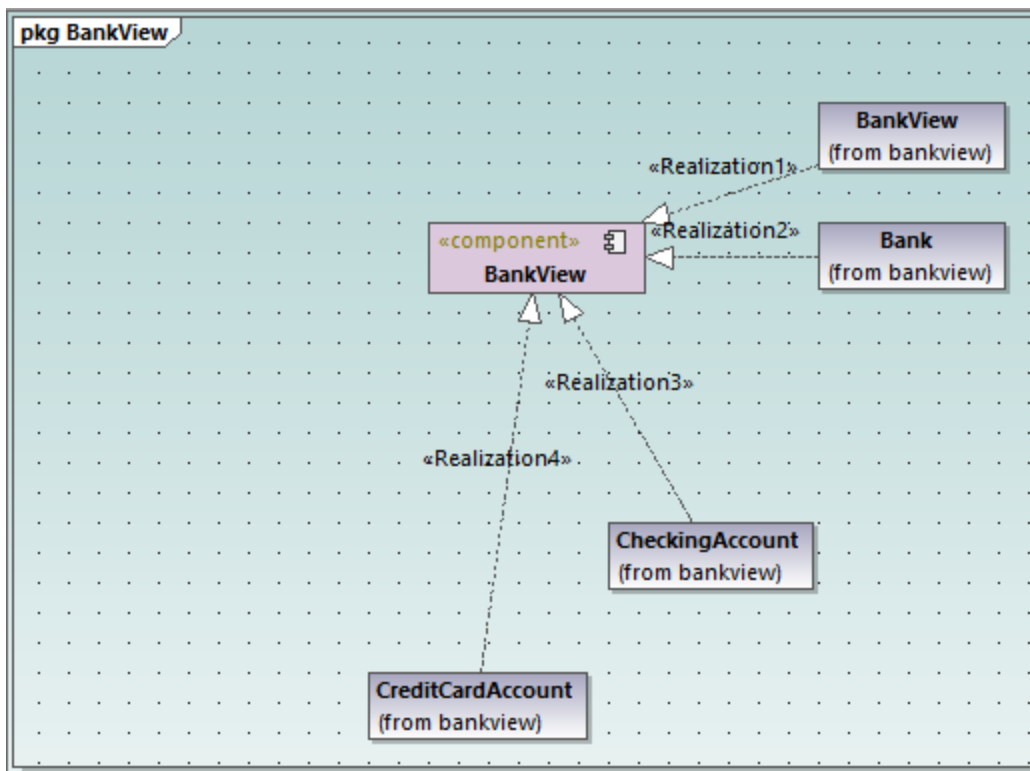 pkg BankView
BankView
(from bankview)
«Realization1»
«component»
BankView
«Realization2»
Bank
(from bankview)
«Realization3»
«Realization4»
CheckingAccount
(from bankview)
CreditCardAccount
(from bankview)